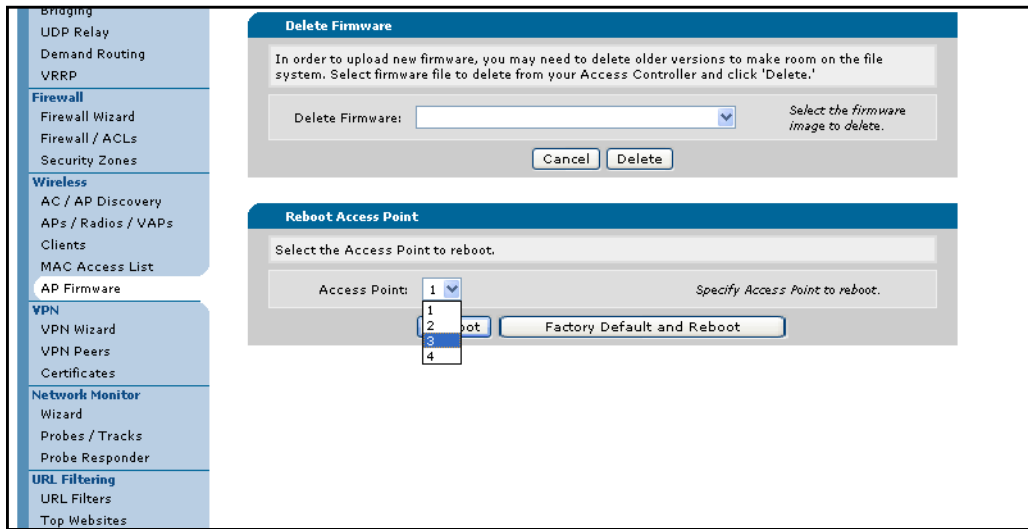 Bridging
UDP Relay
Demand Routing
VRRP
Firewall
Firewall Wizard
Firewall / ACLs
Security Zones
Wireless
AC / AP Discovery
APs / Radios / VAPs
Clients
MAC Access List
AP Firmware
VPN
VPN Wizard
VPN Peers
Certificates
Network Monitor
Wizard
Probes / Tracks
Probe Responder
URL Filtering
URL Filters
Top Websites
Delete Firmware
In order to upload new firmware, you may need to delete older versions to make room on the file
system. Select firmware file to delete from your Access Controller and click 'Delete.'
Delete Firmware:
Select the firmware
image to delete.
Cancel Delete
Reboot Access Point
Select the Access Point to reboot.
Access Point: 1 Specify Access Point to reboot.
1
2
3
4
Factory Default and Reboot